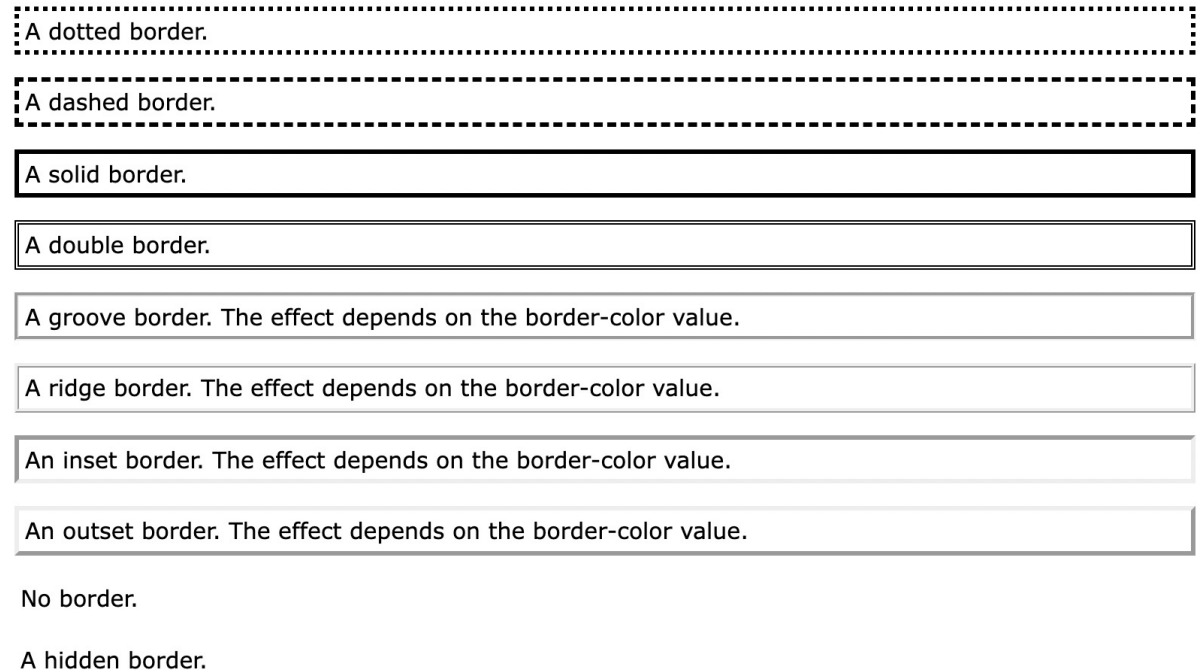 A dotted border.
A dashed border.
A solid border.
A double border.
A groove border. The effect depends on the border-color value.
A ridge border. The effect depends on the border-color value.
An inset border. The effect depends on the border-color value.
An outset border. The effect depends on the border-color value.
No border.
A hidden border.